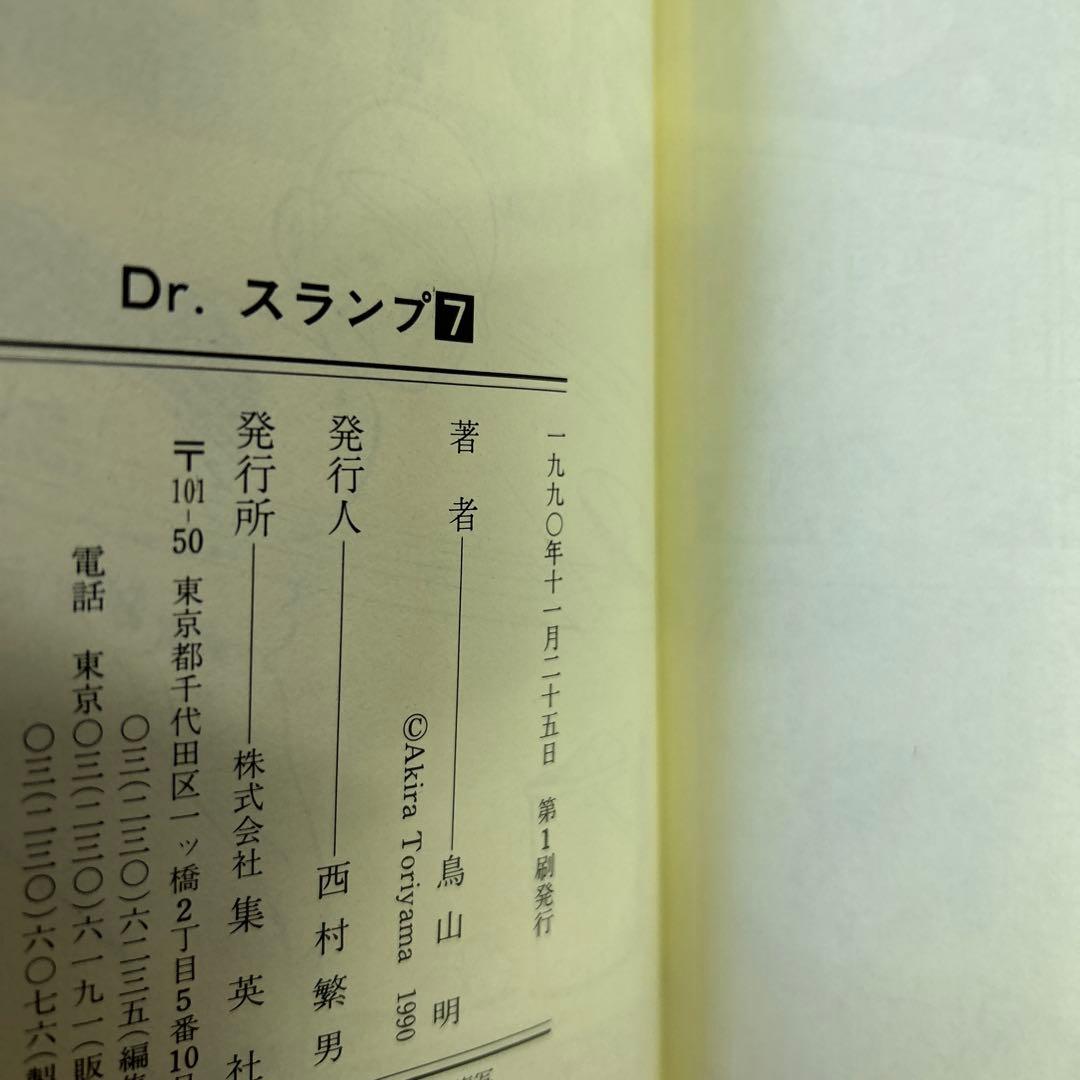 Dr. スランプ7
一九九〇年十一月二十五日　第1刷発行
著者――鳥山明
©Akira Toriyama 1990
発行人――西村繁男
発行所――株式会社 集英社
〒101-50 東京都千代田区一ッ橋2丁目5番10号
〇三(二三〇)六二三五(編集
電話 東京〇三(二三〇)六一九一(販
〇三(二三〇)六〇七六(製